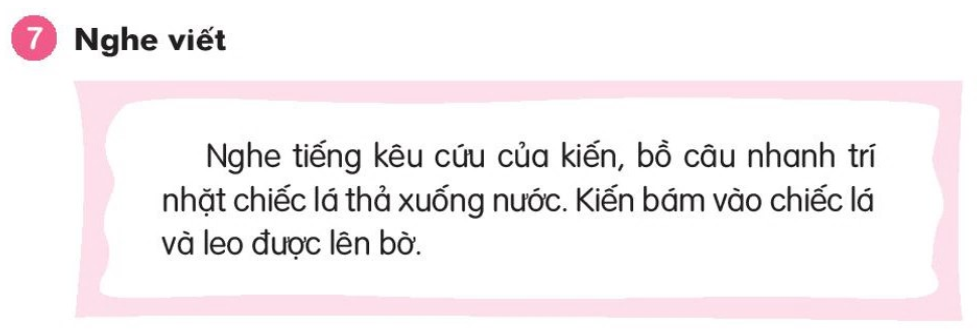 7 Nghe viết
Nghe tiếng kêu cứu của kiến, bồ câu nhanh trí
nhặt chiếc lá thả xuống nước. Kiến bám vào chiếc lá
và leo được lên bờ.